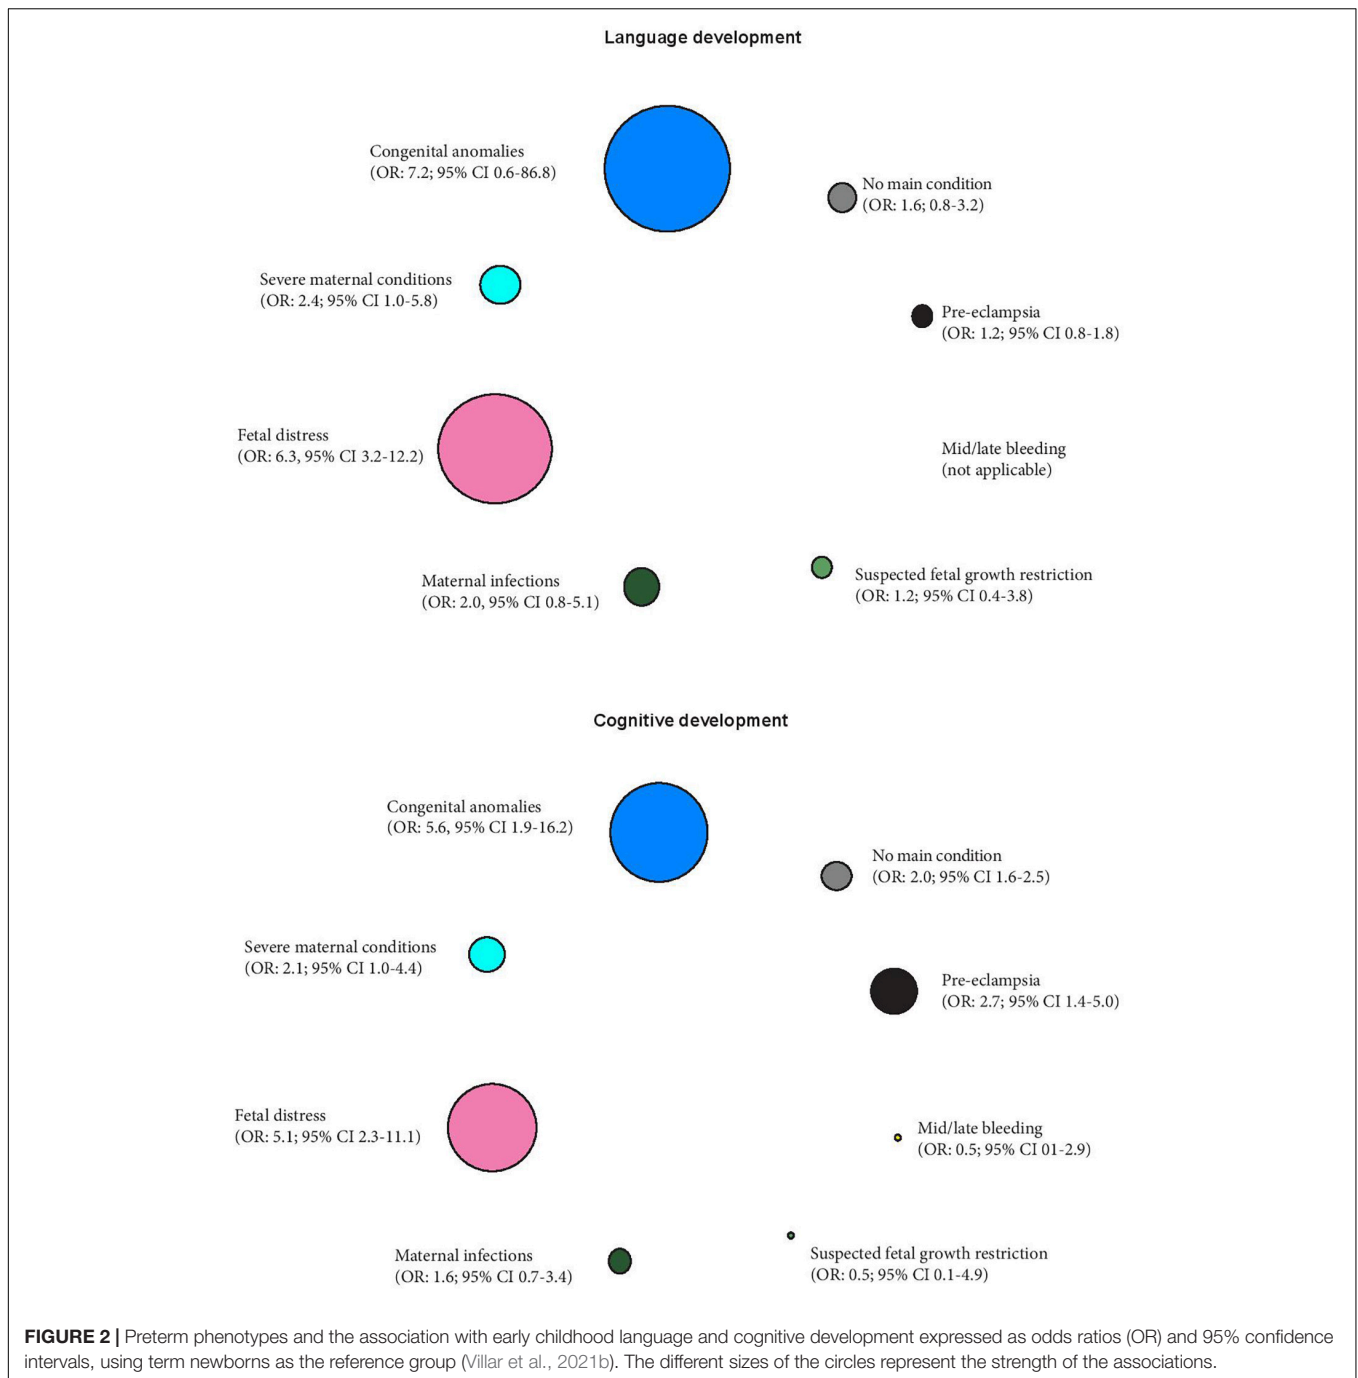 Language development
Congenital anomalies
(OR: 7.2; 95% CI 0.6-86.8)
No main condition
(OR: 1.6; 0.8-3.2)
Severe maternal conditions
(OR: 2.4; 95% CI 1.0-5.8)
Pre-eclampsia
(OR: 1.2; 95% CI 0.8-1.8)
Fetal distress
(OR: 6.3, 95% CI 3.2-12.2)
Mid/late bleeding
(not applicable)
Maternal infections
(OR: 2.0, 95% CI 0.8-5.1)
Suspected fetal growth restriction
(OR: 1.2; 95% CI 0.4-3.8)
Cognitive development
Congenital anomalies
(OR: 5.6, 95% CI 1.9-16.2)
No main condition
(OR: 2.0; 95% CI 1.6-2.5)
Severe maternal conditions
(OR: 2.1; 95% CI 1.0-4.4)
Pre-eclampsia
(OR: 2.7; 95% CI 1.4-5.0)
Fetal distress
(OR: 5.1; 95% CI 2.3-11.1)
Mid/late bleeding
(OR: 0.5; 95% CI 01-2.9)
Maternal infections
(OR: 1.6; 95% CI 0.7-3.4)
Suspected fetal growth restriction
(OR: 0.5; 95% CI 0.1-4.9)
FIGURE 2 | Preterm phenotypes and the association with early childhood language and cognitive development expressed as odds ratios (OR) and 95% confidence
intervals, using term newborns as the reference group (Villar et al., 2021b). The different sizes of the circles represent the strength of the associations.